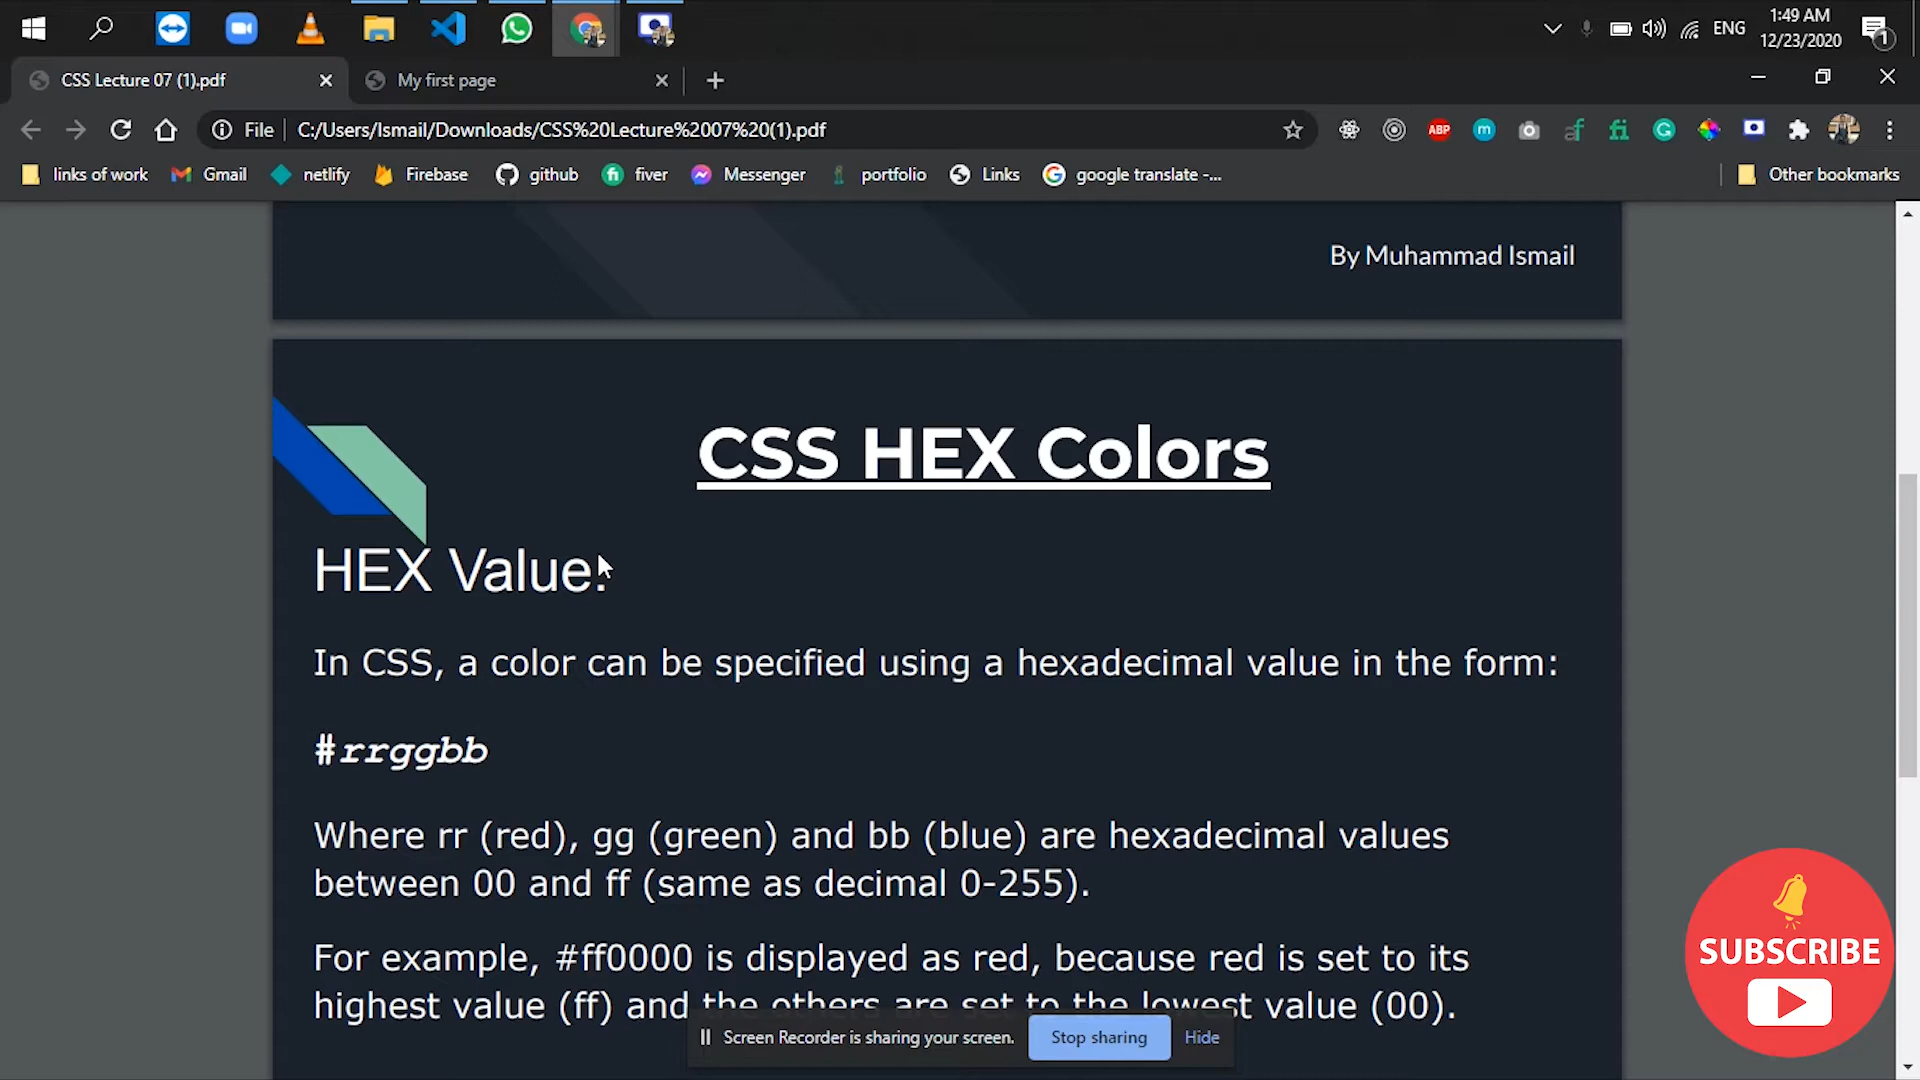 1:49 AM
ENG
12/23/2020
1
CSS Lecture 07 (1).pdf
My first page
File
C:/Users/Ismail/Downloads/CSS%20Lecture%2007%20(1).pdf
ABP
m
af
fi
G
links of work
Gmail
netlify
Firebase
github
fiver
Messenger
portfolio
Links
google translate -...
Other bookmarks
By Muhammad Ismail
CSS HEX Colors
HEX Value:
In CSS, a color can be specified using a hexadecimal value in the form:
#rrggbb
Where rr (red), gg (green) and bb (blue) are hexadecimal values
between 00 and ff (same as decimal 0-255).
For example, #ff0000 is displayed as red, because red is set to its
highest value (ff) and the others are set to the lowest value (00).
SUBSCRIBE
Screen Recorder is sharing your screen.
Stop sharing
Hide